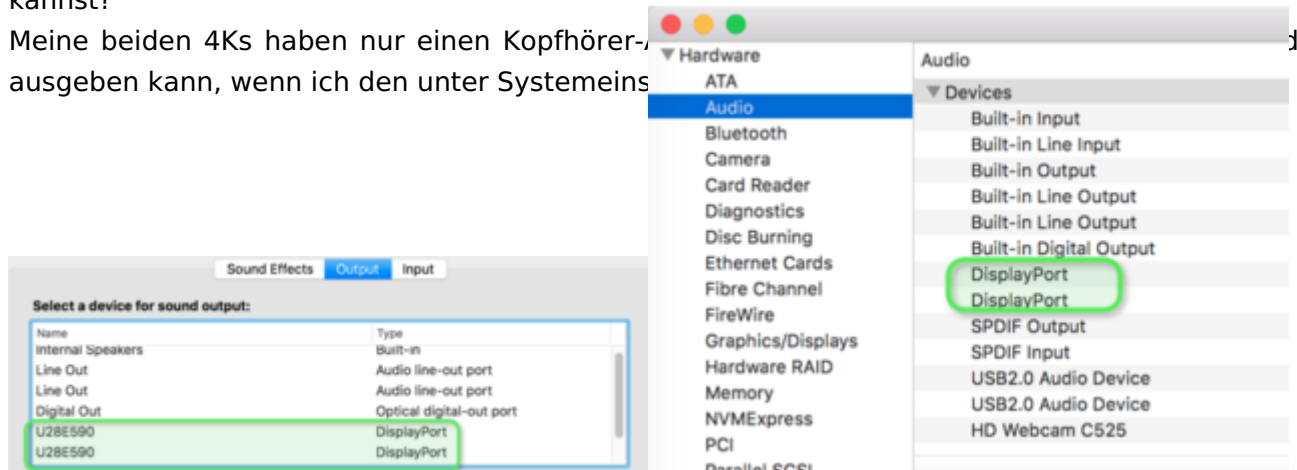 kannst?
Meine beiden 4Ks haben nur einen Kopfhörer-
ausgeben kann, wenn ich den unter Systemeins
Hardware
ATA
Audio
Bluetooth
Camera
Card Reader
Diagnostics
Disc Burning
Ethernet Cards
Fibre Channel
FireWire
Graphics/Displays
Hardware RAID
Memory
NVMExpress
PCI
Parallel SCSI
Audio
Devices
Built-in Input
Built-in Line Input
Built-in Output
Built-in Line Output
Built-in Line Output
Built-in Digital Output
DisplayPort
DisplayPort
SPDIF Output
SPDIF Input
USB2.0 Audio Device
USB2.0 Audio Device
HD Webcam C525
Sound Effects Output Input
Select a device for sound output:
Name Type
Internal Speakers Built-in
Line Out Audio line-out port
Line Out Audio line-out port
Digital Out Optical digital-out port
U28E590 DisplayPort
U28E590 DisplayPort